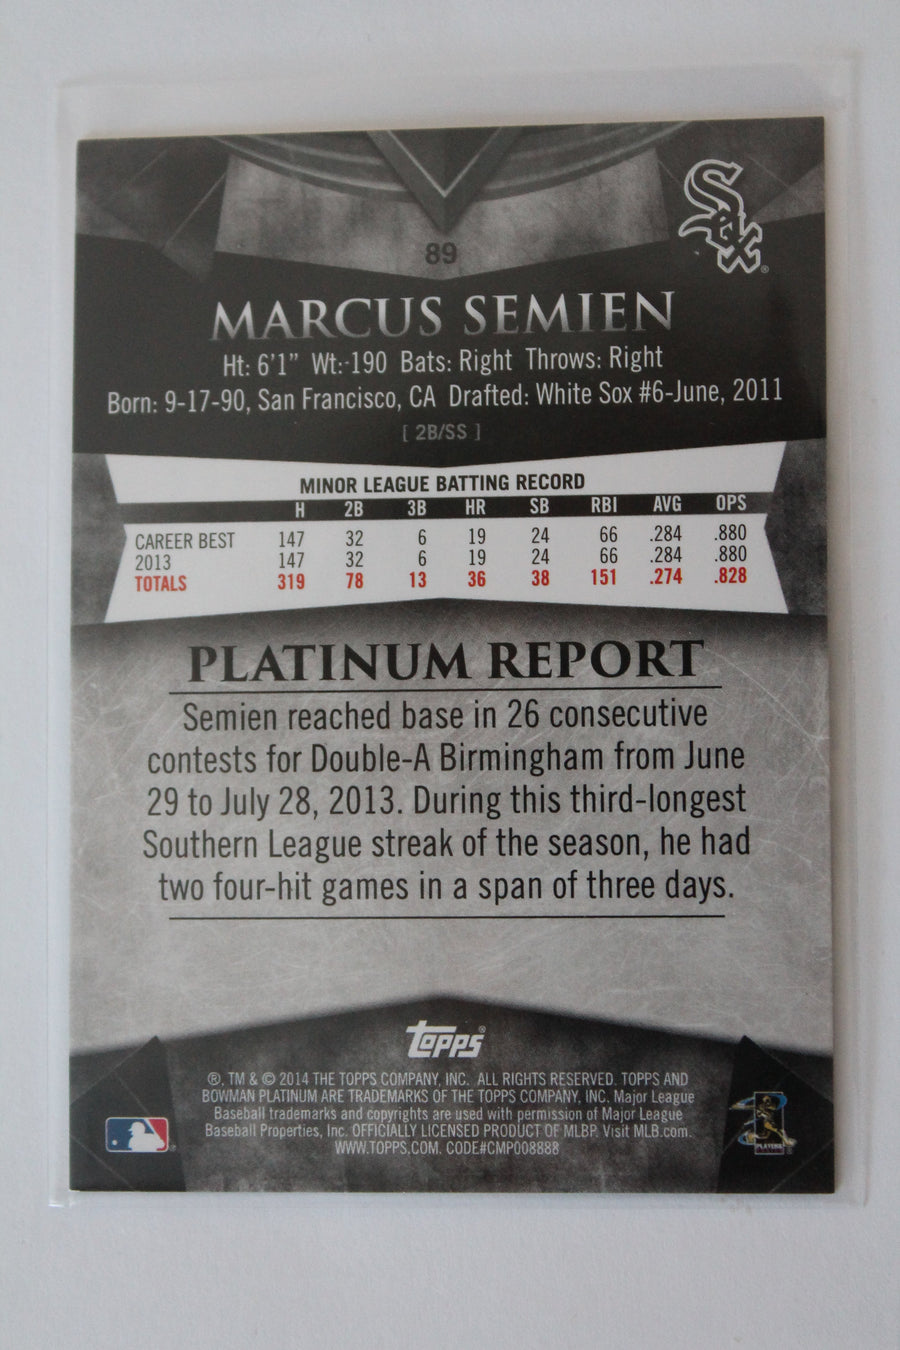 Sox
89
MARCUS SEMIEN
Ht: 6'1" Wt: 190 Bats: Right Throws: Right
Born: 9-17-90, San Francisco, CA Drafted: White Sox #6-June, 2011
[ 2B/SS ]
MINOR LEAGUE BATTING RECORD
H 2B 3B HR SB RBI AVG OPS
CAREER BEST 147 32 6 19 24 66 .284 .880
2013 147 32 6 19 24 66 .284 .880
TOTALS 319 78 13 36 38 151 .274 .828
PLATINUM REPORT
Semien reached base in 26 consecutive
contests for Double-A Birmingham from June
29 to July 28, 2013. During this third-longest
Southern League streak of the season, he had
two four-hit games in a span of three days.
Topps®
®, TM & © 2014 THE TOPPS COMPANY, INC. ALL RIGHTS RESERVED. TOPPS AND
BOWMAN PLATINUM ARE TRADEMARKS OF THE TOPPS COMPANY, INC. Major League
Baseball trademarks and copyrights are used with permission of Major League
Baseball Properties, Inc. OFFICIALLY LICENSED PRODUCT OF MLBP. Visit MLB.com.
WWW.TOPPS.COM. CODE#CMP008888